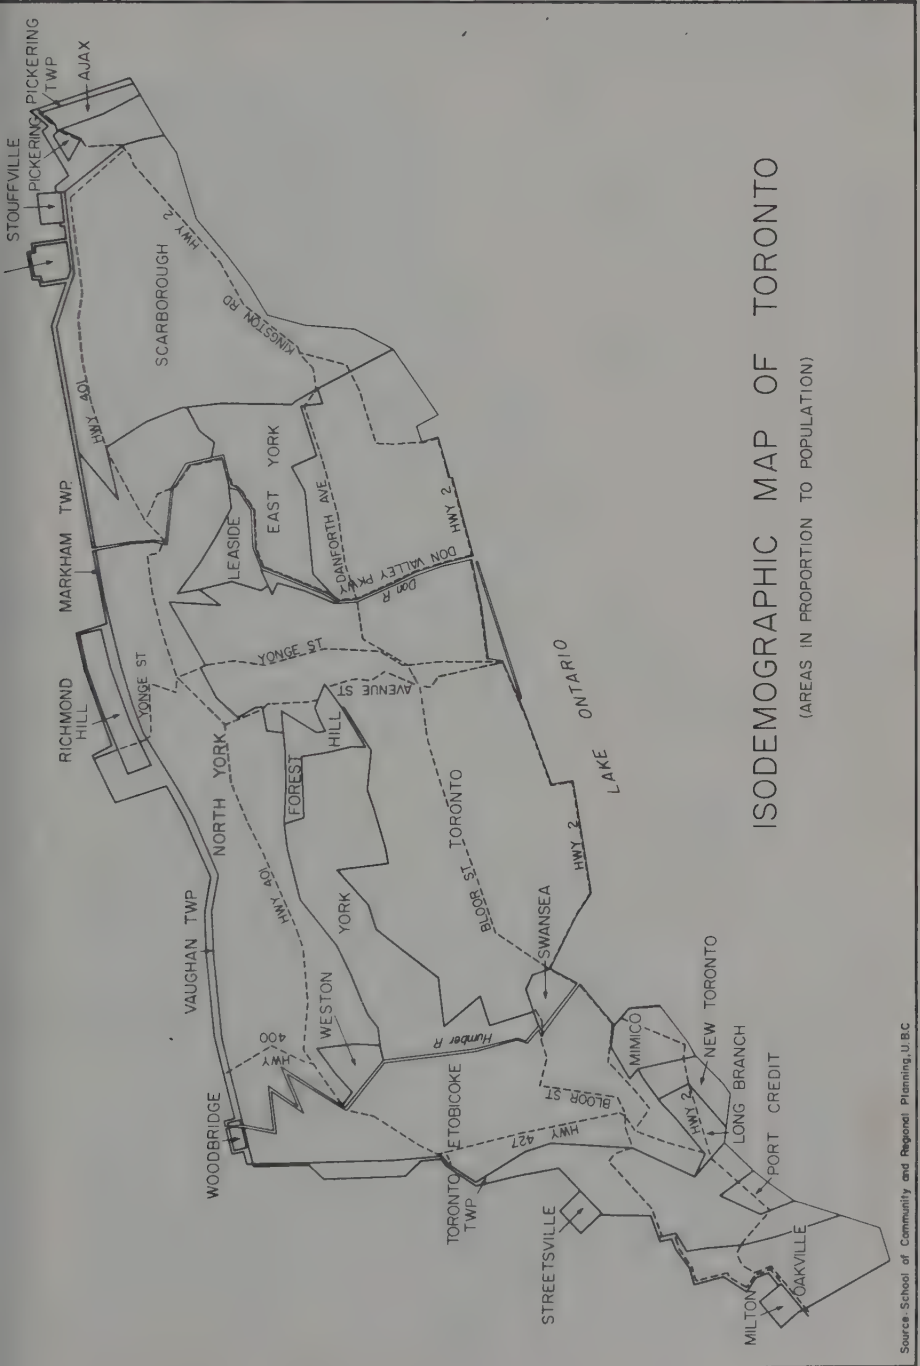 STOUFFVILLE
PICKERING
PICKERING
TWP
AJAX
SCARBOROUGH
HWY 2
KINGSTON RD
HWY 401
MARKHAM TWP.
EAST YORK
LEASIDE
DANFORTH AVE
HWY 2
DON VALLEY PKWY
Don R
RICHMOND
HILL
YONGE ST
YONGE ST
AVENUE ST
NORTH YORK
FOREST
HILL
HWY 401
VAUGHAN TWP
YORK
BLOOR ST
TORONTO
LAKE ONTARIO
HWY 2
SWANSEA
WESTON
HWY
400
Humber R
WOODBRIDGE
ETOBICOKE
TORONTO
TWP
BLOOR ST
HWY 427
MIMICO
NEW TORONTO
HWY 2
LONG BRANCH
PORT CREDIT
STREETSVILLE
MILTON
OAKVILLE
ISODEMOGRAPHIC MAP OF TORONTO
(AREAS IN PROPORTION TO POPULATION)
Source - School of Community and Regional Planning, U.B.C